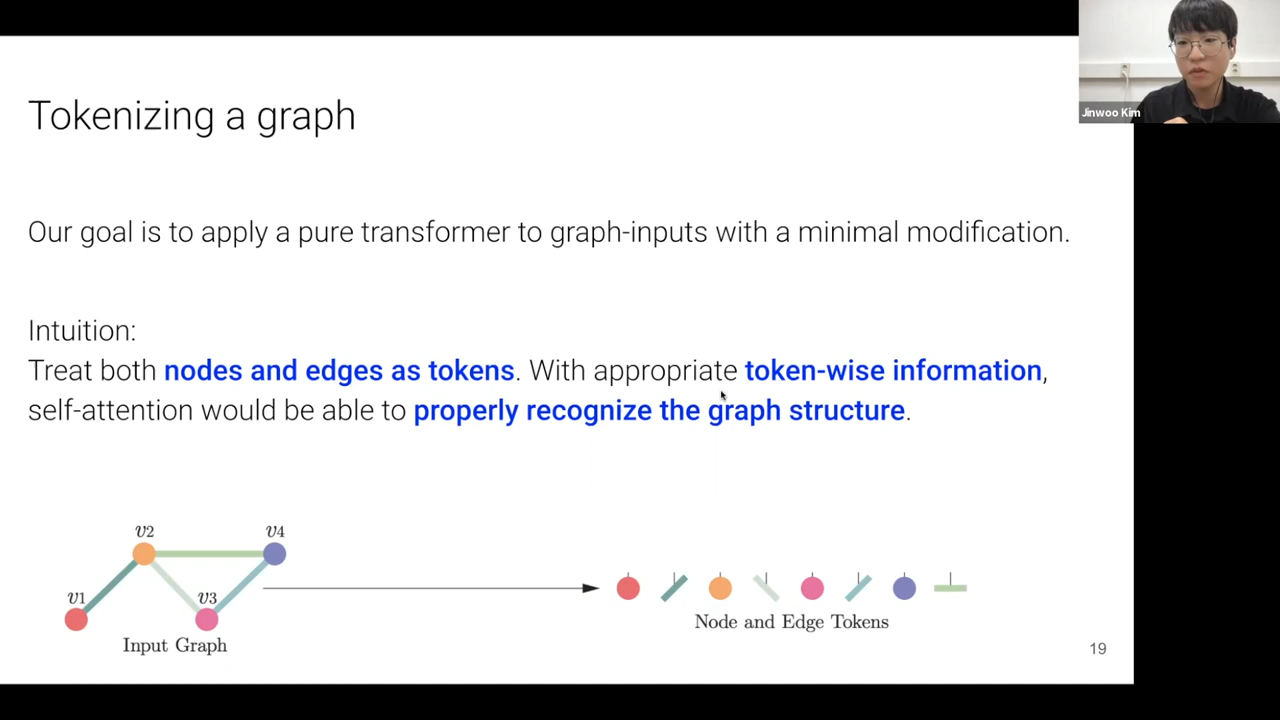 Jinwoo Kim
Tokenizing a graph
Our goal is to apply a pure transformer to graph-inputs with a minimal modification.
Intuition:
Treat both nodes and edges as tokens. With appropriate token-wise information,
self-attention would be able to properly recognize the graph structure.
v2
v4
v1
v3
Input Graph
Node and Edge Tokens
19